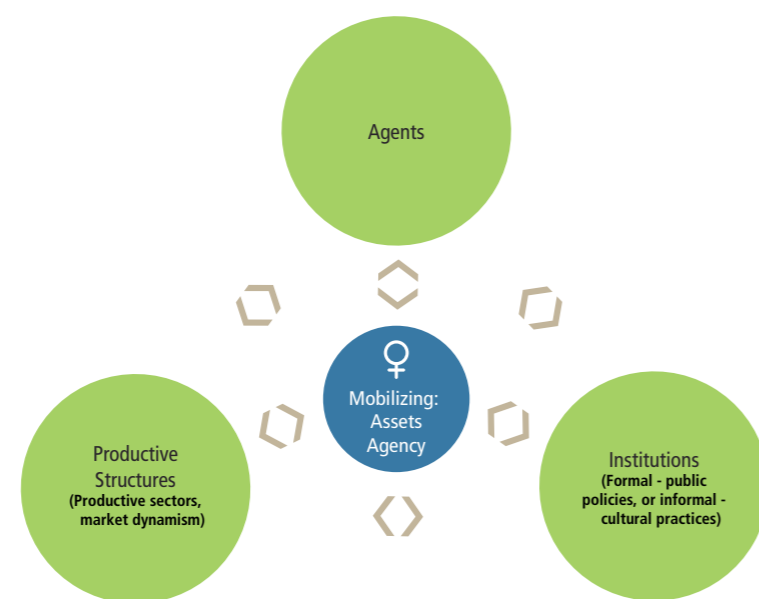 Agents
Mobilizing:
Assets
Agency
Productive
Structures
(Productive sectors,
market dynamism)
Institutions
(Formal - public
policies, or informal -
cultural practices)